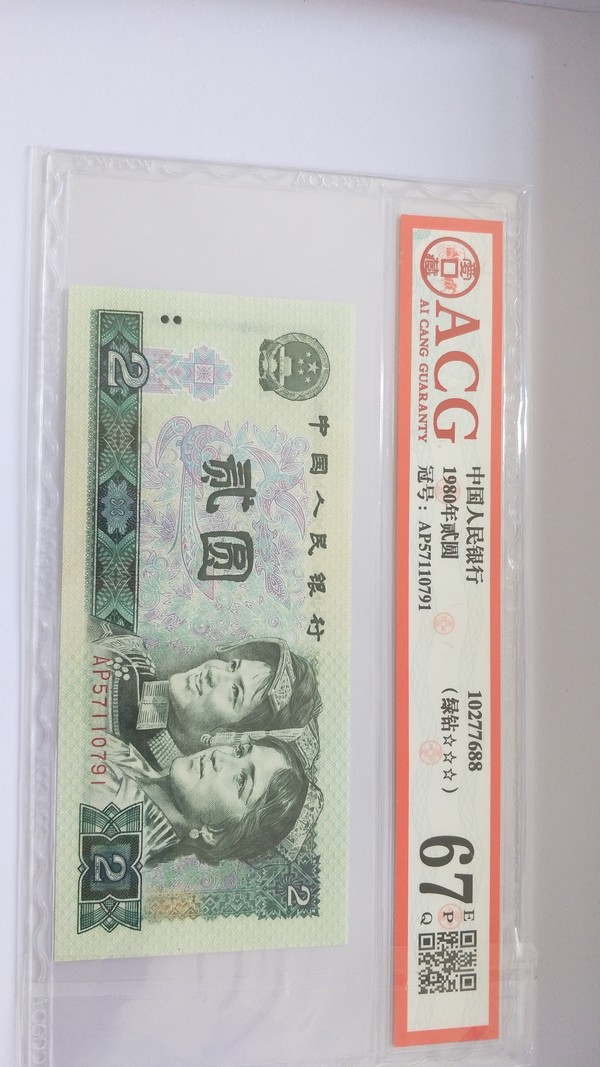 ACG
AI CANG GUARANTY
中国人民银行
1980年贰圆
冠号：AP57110791
10277688
（绿钻☆☆☆）
67
E
P
Q
中国人民银行
贰圆
2
AP57110791
2
2